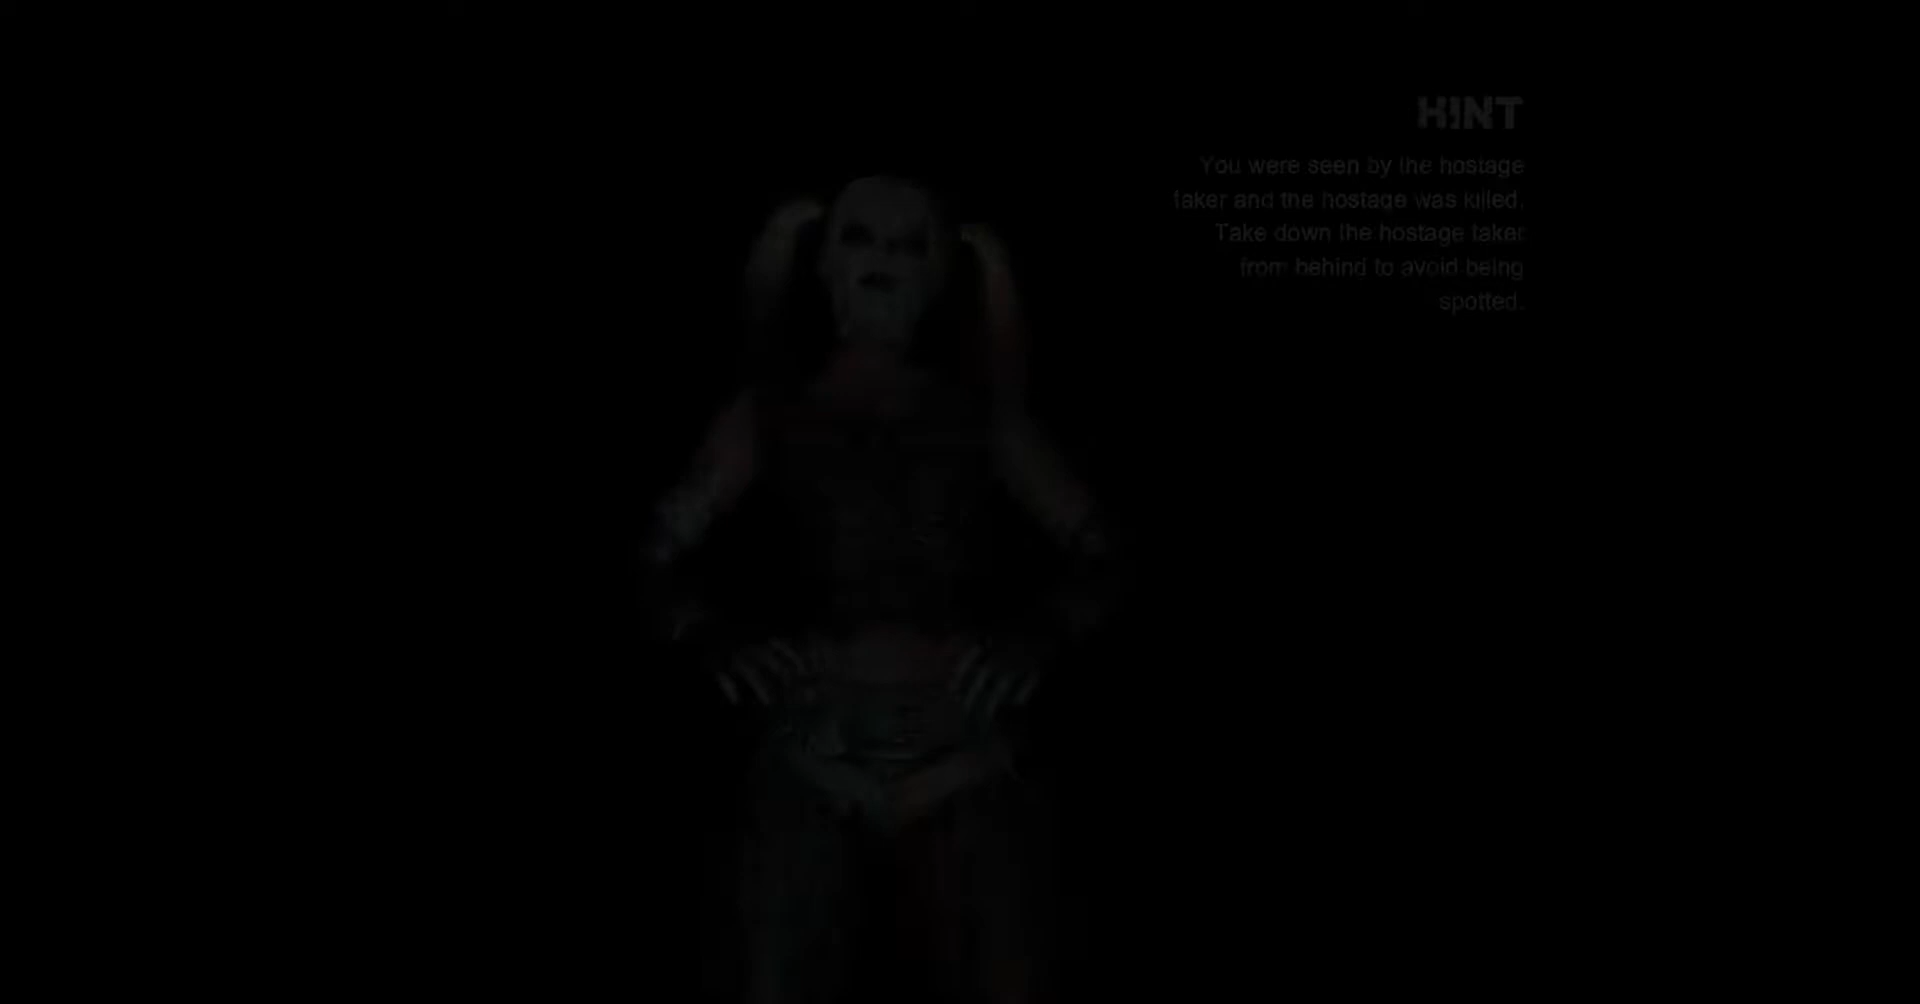 HINT
You were seen by the hostage
taker and the hostage was killed.
Take down the hostage taker
from behind to avoid being
spotted.